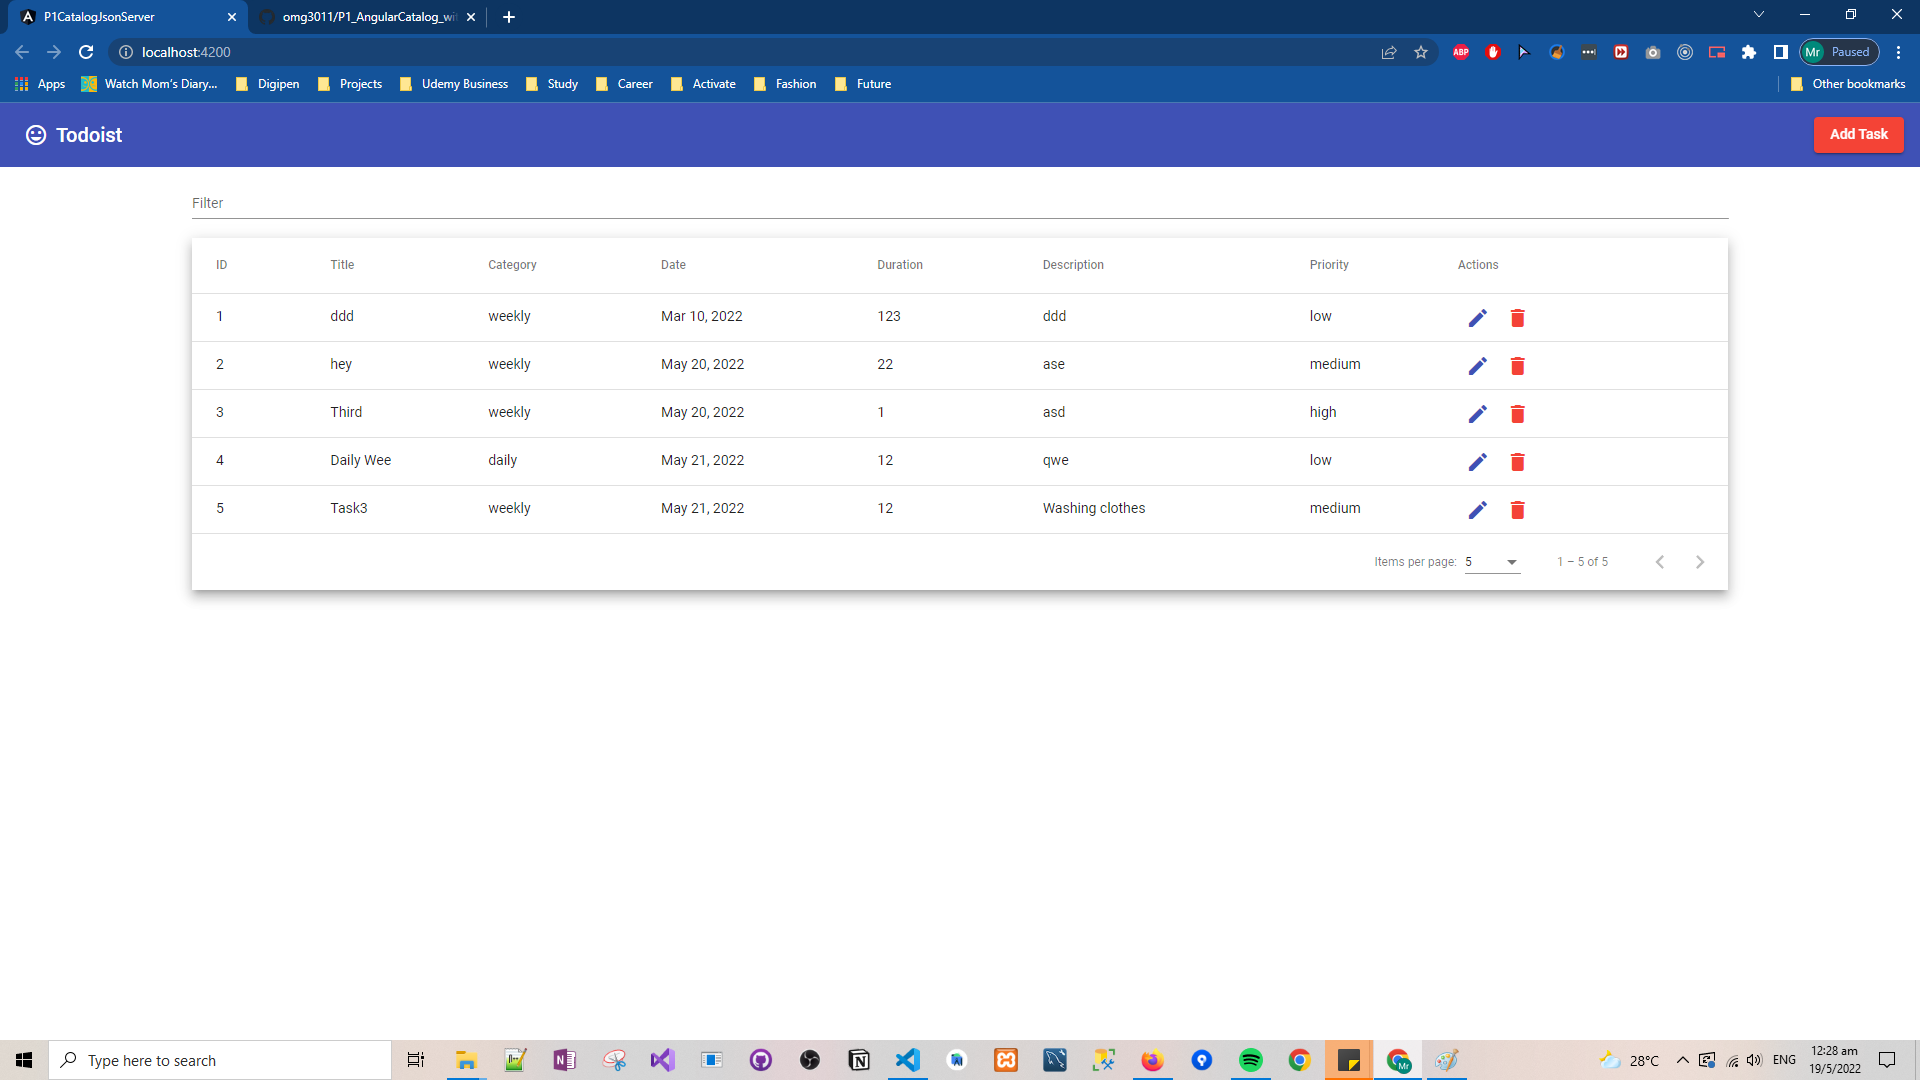 P1CatalogJsonServer
omg3011/P1_AngularCatalog_wi
localhost:4200
ABP
Mr Paused
Apps Watch Mom's Diary... Digipen Projects Udemy Business Study Career Activate Fashion Future Other bookmarks
Todoist Add Task
Filter
ID Title Category Date Duration Description Priority Actions
1 ddd weekly Mar 10, 2022 123 ddd low
2 hey weekly May 20, 2022 22 ase medium
3 Third weekly May 20, 2022 1 asd high
4 Daily Wee daily May 21, 2022 12 qwe low
5 Task3 weekly May 21, 2022 12 Washing clothes medium
Items per page: 5 1 – 5 of 5
Type here to search
28°C ENG
12:28 am
19/5/2022